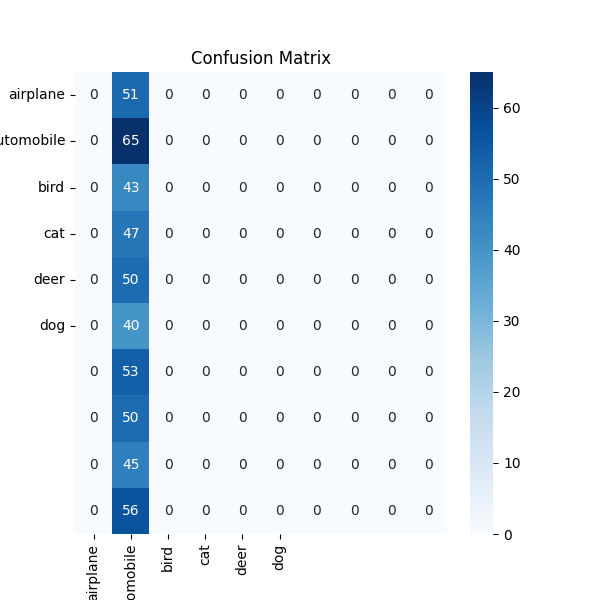 Confusion Matrix
airplane 0 51 0 0 0 0 0 0 0 0
utomobile 0 65 0 0 0 0 0 0 0 0
bird 0 43 0 0 0 0 0 0 0 0
cat 0 47 0 0 0 0 0 0 0 0
deer 0 50 0 0 0 0 0 0 0 0
dog 0 40 0 0 0 0 0 0 0 0
0 53 0 0 0 0 0 0 0 0
0 50 0 0 0 0 0 0 0 0
0 45 0 0 0 0 0 0 0 0
0 56 0 0 0 0 0 0 0 0
airplane
omobile
bird
cat
deer
dog
60
50
40
30
20
10
0